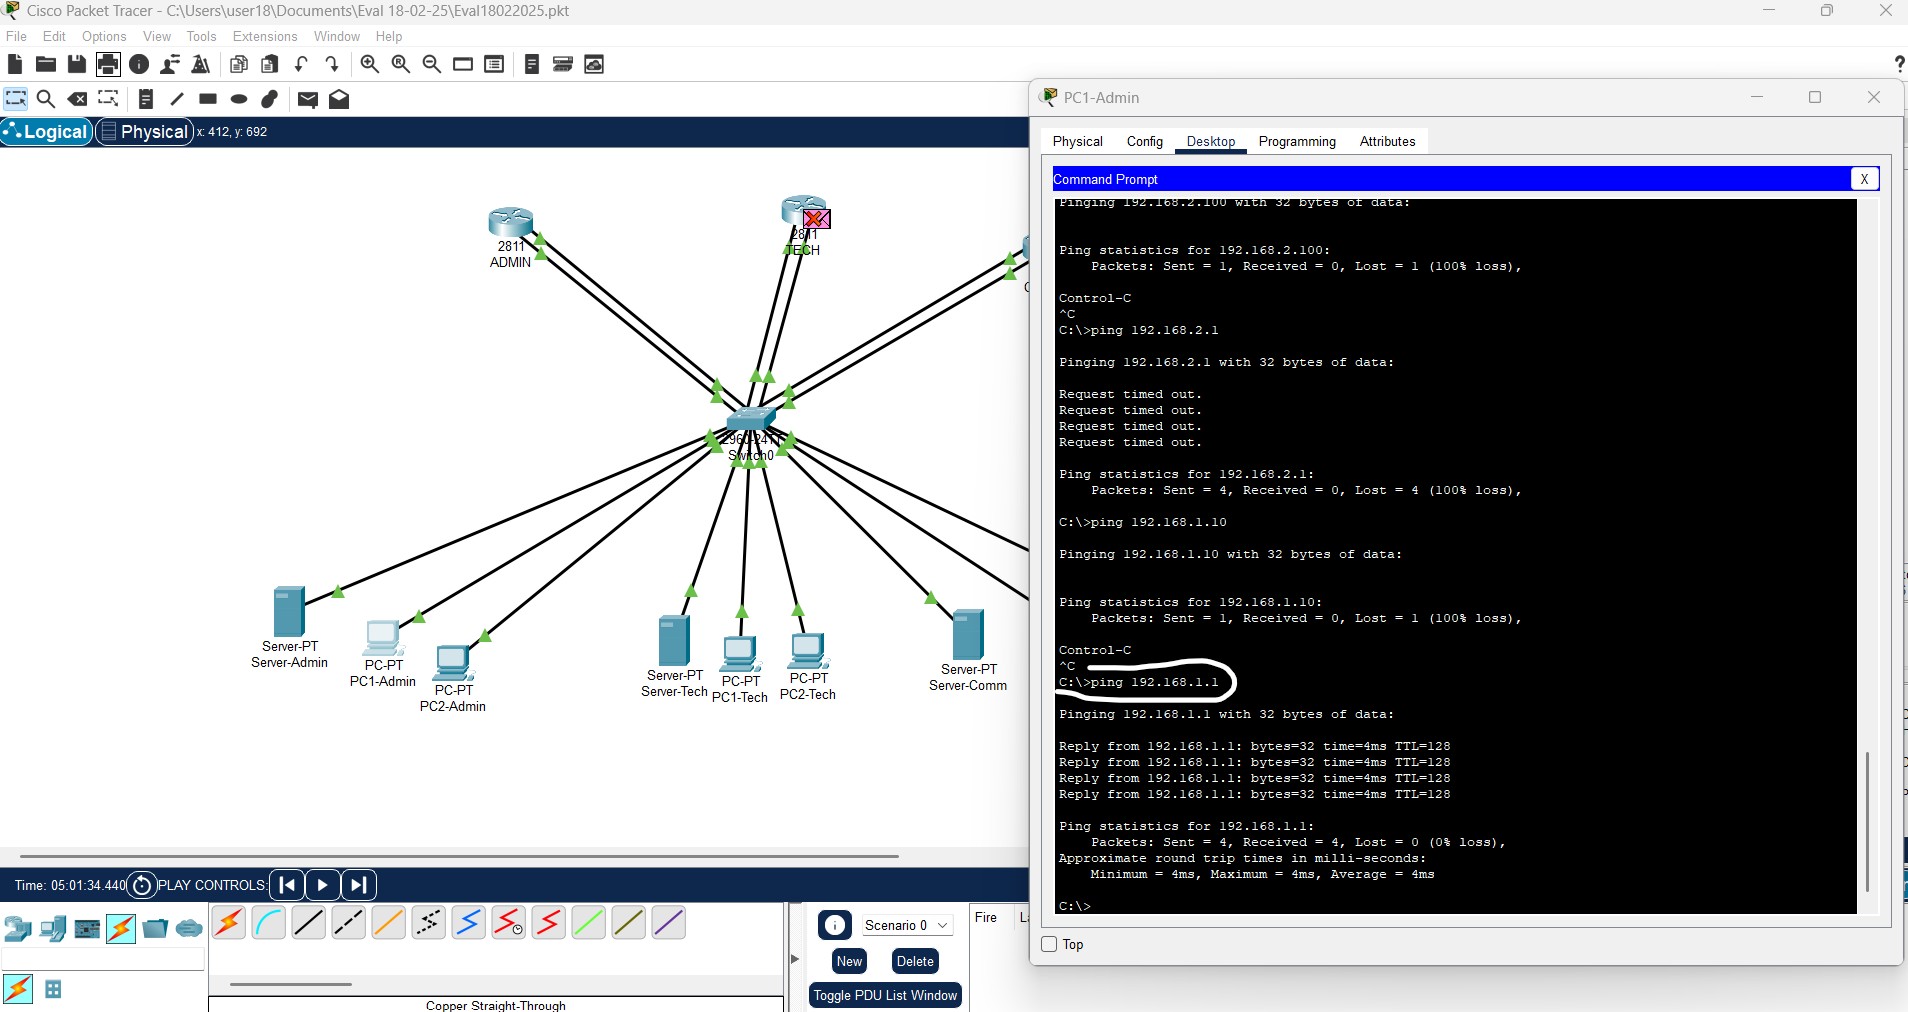 Cisco Packet Tracer - C:\Users\user18\Documents\Eval 18-02-25\Eval18022025.pkt
File Edit Options View Tools Extensions Window Help
?
Logical Physical x: 412, y: 692
2811
ADMIN
2811
TECH
2960-24TT
Switch0
Server-PT
Server-Admin
PC-PT
PC1-Admin
PC-PT
PC2-Admin
Server-PT
Server-Tech
PC-PT
PC1-Tech
PC-PT
PC2-Tech
Server-PT
Server-Comm
Time: 05:01:34.440 PLAY CONTROLS:
Copper Straight-Through
Scenario 0
New Delete
Toggle PDU List Window
Fire
PC1-Admin
Physical Config Desktop Programming Attributes
Command Prompt X
Pinging 192.168.2.100 with 32 bytes of data:
Ping statistics for 192.168.2.100:
Packets: Sent = 1, Received = 0, Lost = 1 (100% loss),
Control-C
^C
C:\>ping 192.168.2.1
Pinging 192.168.2.1 with 32 bytes of data:
Request timed out.
Request timed out.
Request timed out.
Request timed out.
Ping statistics for 192.168.2.1:
Packets: Sent = 4, Received = 0, Lost = 4 (100% loss),
C:\>ping 192.168.1.10
Pinging 192.168.1.10 with 32 bytes of data:
Ping statistics for 192.168.1.10:
Packets: Sent = 1, Received = 0, Lost = 1 (100% loss),
Control-C
^C
C:\>ping 192.168.1.1
Pinging 192.168.1.1 with 32 bytes of data:
Reply from 192.168.1.1: bytes=32 time=4ms TTL=128
Reply from 192.168.1.1: bytes=32 time=4ms TTL=128
Reply from 192.168.1.1: bytes=32 time=4ms TTL=128
Reply from 192.168.1.1: bytes=32 time=4ms TTL=128
Ping statistics for 192.168.1.1:
Packets: Sent = 4, Received = 4, Lost = 0 (0% loss),
Approximate round trip times in milli-seconds:
Minimum = 4ms, Maximum = 4ms, Average = 4ms
C:\>
Top